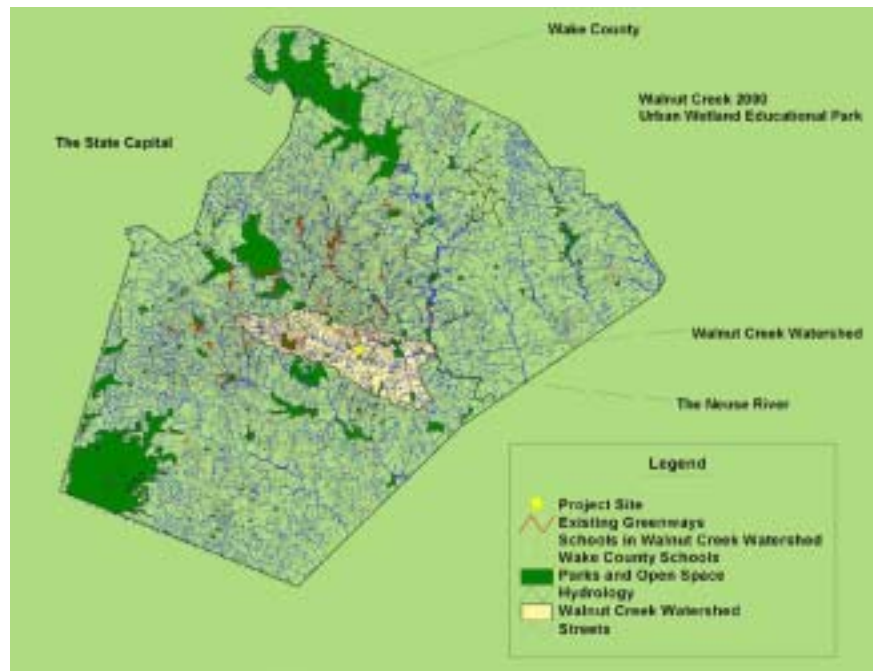 Wake County
Walnut Creek 2000
Urban Wetland Educational Park
The State Capital
Walnut Creek Watershed
The Neuse River
Legend
Project Site
Existing Greenways
Schools in Walnut Creek Watershed
Wake County Schools
Parks and Open Space
Hydrology
Walnut Creek Watershed
Streets